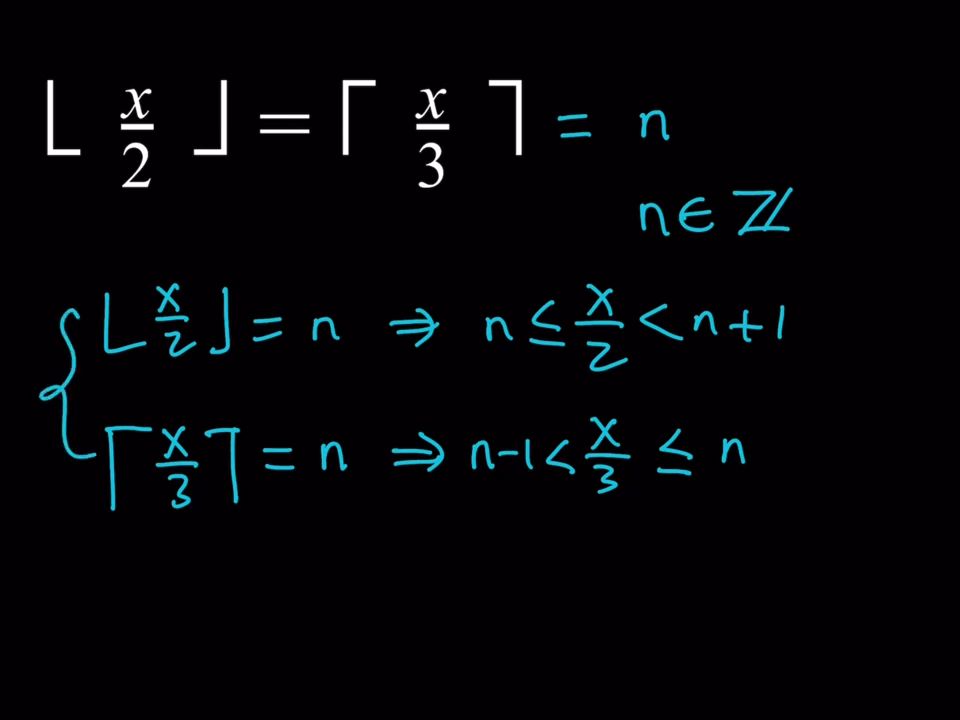 ⌊ x/2 ⌋ = ⌈ x/3 ⌉ = n
n ∈ ℤ
{ ⌊ x/2 ⌋ = n ⇒ n ≤ x/2 < n + 1
⌈ x/3 ⌉ = n ⇒ n-1 < x/3 ≤ n